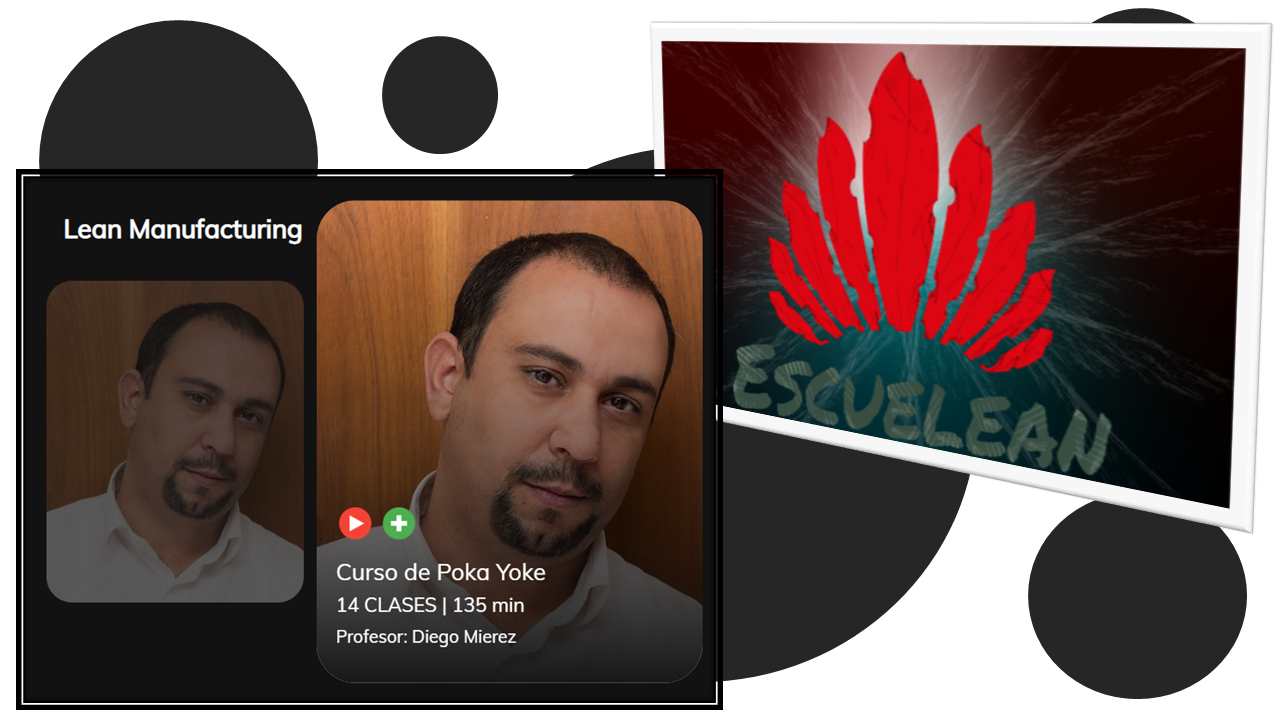 Lean Manufacturing
Curso de Poka Yoke
14 CLASES | 135 min
Profesor: Diego Mierez
ESCUELEAN